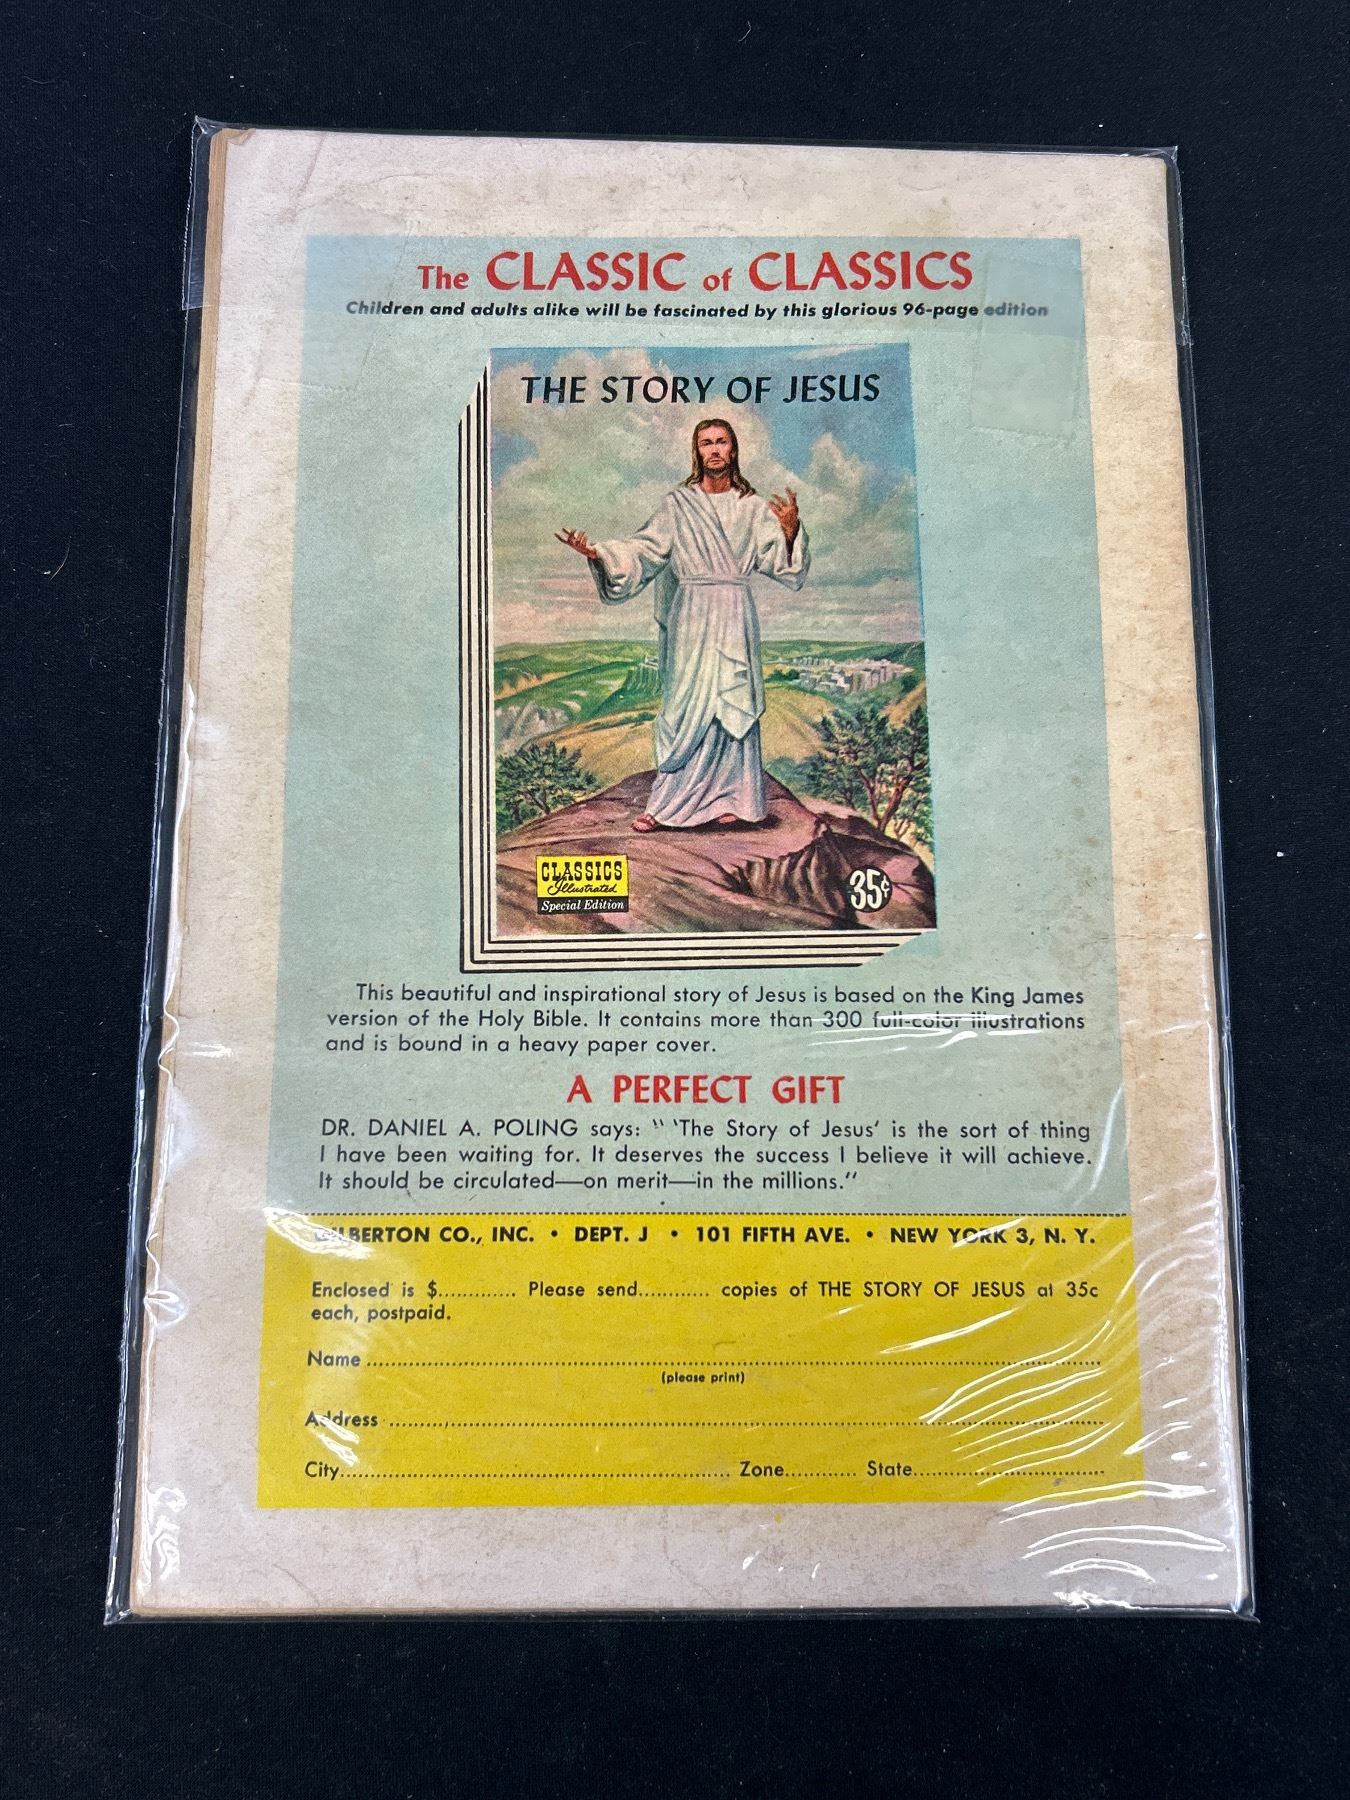 The CLASSIC of CLASSICS
Children and adults alike will be fascinated by this glorious 96-page edition
THE STORY OF JESUS
CLASSICS
Illustrated
Special Edition
35¢
This beautiful and inspirational story of Jesus is based on the King James
version of the Holy Bible. It contains more than 300 full-color illustrations
and is bound in a heavy paper cover.
A PERFECT GIFT
DR. DANIEL A. POLING says: " 'The Story of Jesus' is the sort of thing
I have been waiting for. It deserves the success I believe it will achieve.
It should be circulated—on merit—in the millions."
GILBERTON CO., INC. • DEPT. J • 101 FIFTH AVE. • NEW YORK 3, N. Y.
Enclosed is $............. Please send............ copies of THE STORY OF JESUS at 35c
each, postpaid.
Name ..........................................................................
(please print)
Address ..........................................................................
City................................................................ Zone............ State................................